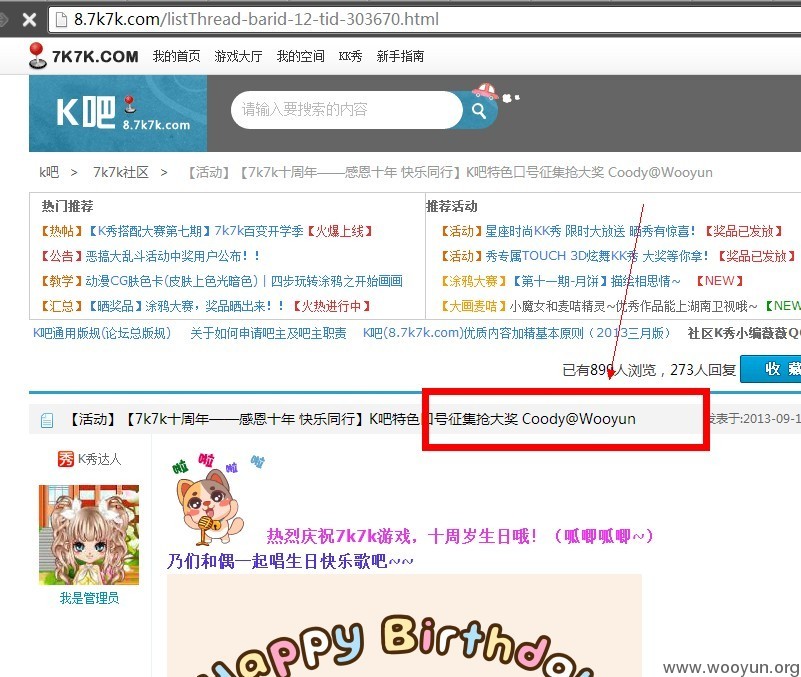 8.7k7k.com/listThread-barid-12-tid-303670.html
7K7K.COM 我的首页 游戏大厅 我的空间 KK秀 新手指南
K吧 8.7k7k.com
请输入要搜索的内容
k吧 > 7k7k社区 > 【活动】【7k7k十周年——感恩十年 快乐同行】K吧特色口号征集抢大奖 Coody@Wooyun
热门推荐
【热帖】【K秀搭配大赛第七期】7k7k百变开学季【火爆上线】
【公告】恶搞大乱斗活动中奖用户公布！！
【教学】动漫CG肤色卡(皮肤上色光暗色)｜四步玩转涂鸦之开始画画
【汇总】【晒奖品】涂鸦大赛，奖品晒出来！！【火热进行中】
推荐活动
【活动】星座时尚KK秀 限时大放送 晒秀有惊喜！【奖品已发放】
【活动】秀专属TOUCH 3D炫舞KK秀 大奖等你拿！【奖品已发放】
【涂鸦大赛】【第十一期-月饼】描绘相思情~ 【NEW】
【大画麦咭】小魔女和麦咭精灵~优秀作品能上湖南卫视哦~ 【NEW
K吧通用版规(论坛总版规) 关于如何申请吧主及吧主职责 K吧(8.7k7k.com)优质内容加精基本原则（2013三月版） 社区K秀小编薇薇QQ
已有899人浏览，273人回复 收 藏
【活动】【7k7k十周年——感恩十年 快乐同行】K吧特色口号征集抢大奖 Coody@Wooyun 发表于:2013-09-1
秀 K秀达人
我是管理员
啦 啦 啦 啦
热烈庆祝7k7k游戏，十周岁生日哦！（呱唧呱唧~）
乃们和偶一起唱生日快乐歌吧~~
Happy Birthda
www.wooyun.org